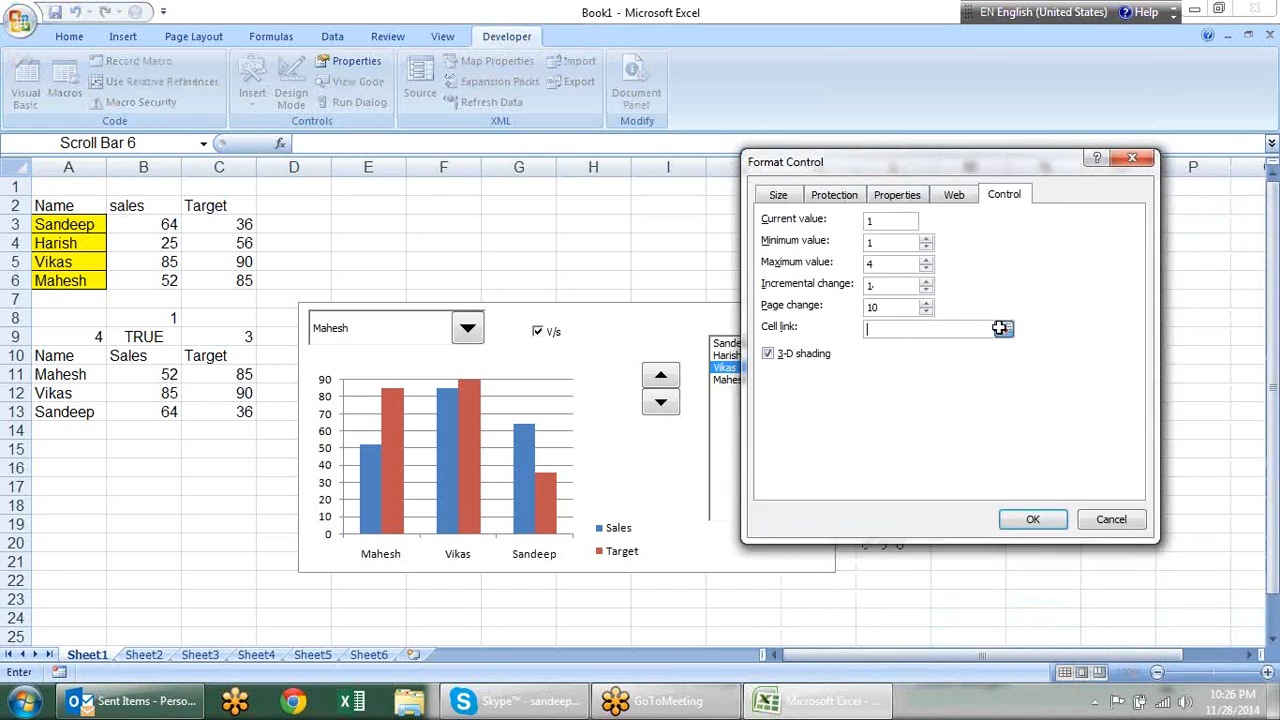 Book1 - Microsoft Excel
EN English (United States)
Help
Home Insert Page Layout Formulas Data Review View Developer
Visual Basic
Macros
Record Macro
Use Relative References
Macro Security
Code
Insert
Design Mode
Properties
View Code
Run Dialog
Controls
Source
Map Properties
Expansion Packs
Refresh Data
Import
Export
XML
Document Panel
Modify
Scroll Bar 6
fx
A B C D E F G H I P
1
2 Name sales Target
3 Sandeep 64 36
4 Harish 25 56
5 Vikas 85 90
6 Mahesh 52 85
7
8 1
9 4 TRUE 3
10 Name Sales Target
11 Mahesh 52 85
12 Vikas 85 90
13 Sandeep 64 36
14
15
16
17
18
19
20
21
22
23
24
25
Mahesh
V/s
90
80
70
60
50
40
30
20
10
0
Mahesh Vikas Sandeep
Sales
Target
Vikas
Format Control
Size Protection Properties Web Control
Current value: 1
Minimum value: 1
Maximum value: 4
Incremental change: 1
Page change: 10
Cell link:
3-D shading
OK Cancel
Sheet1 Sheet2 Sheet3 Sheet4 Sheet5 Sheet6
Enter
100%
Sent Items - Perso...
Skype™ - sandeep...
GoToMeeting
Microsoft Excel - ...
10:26 PM
11/28/2014